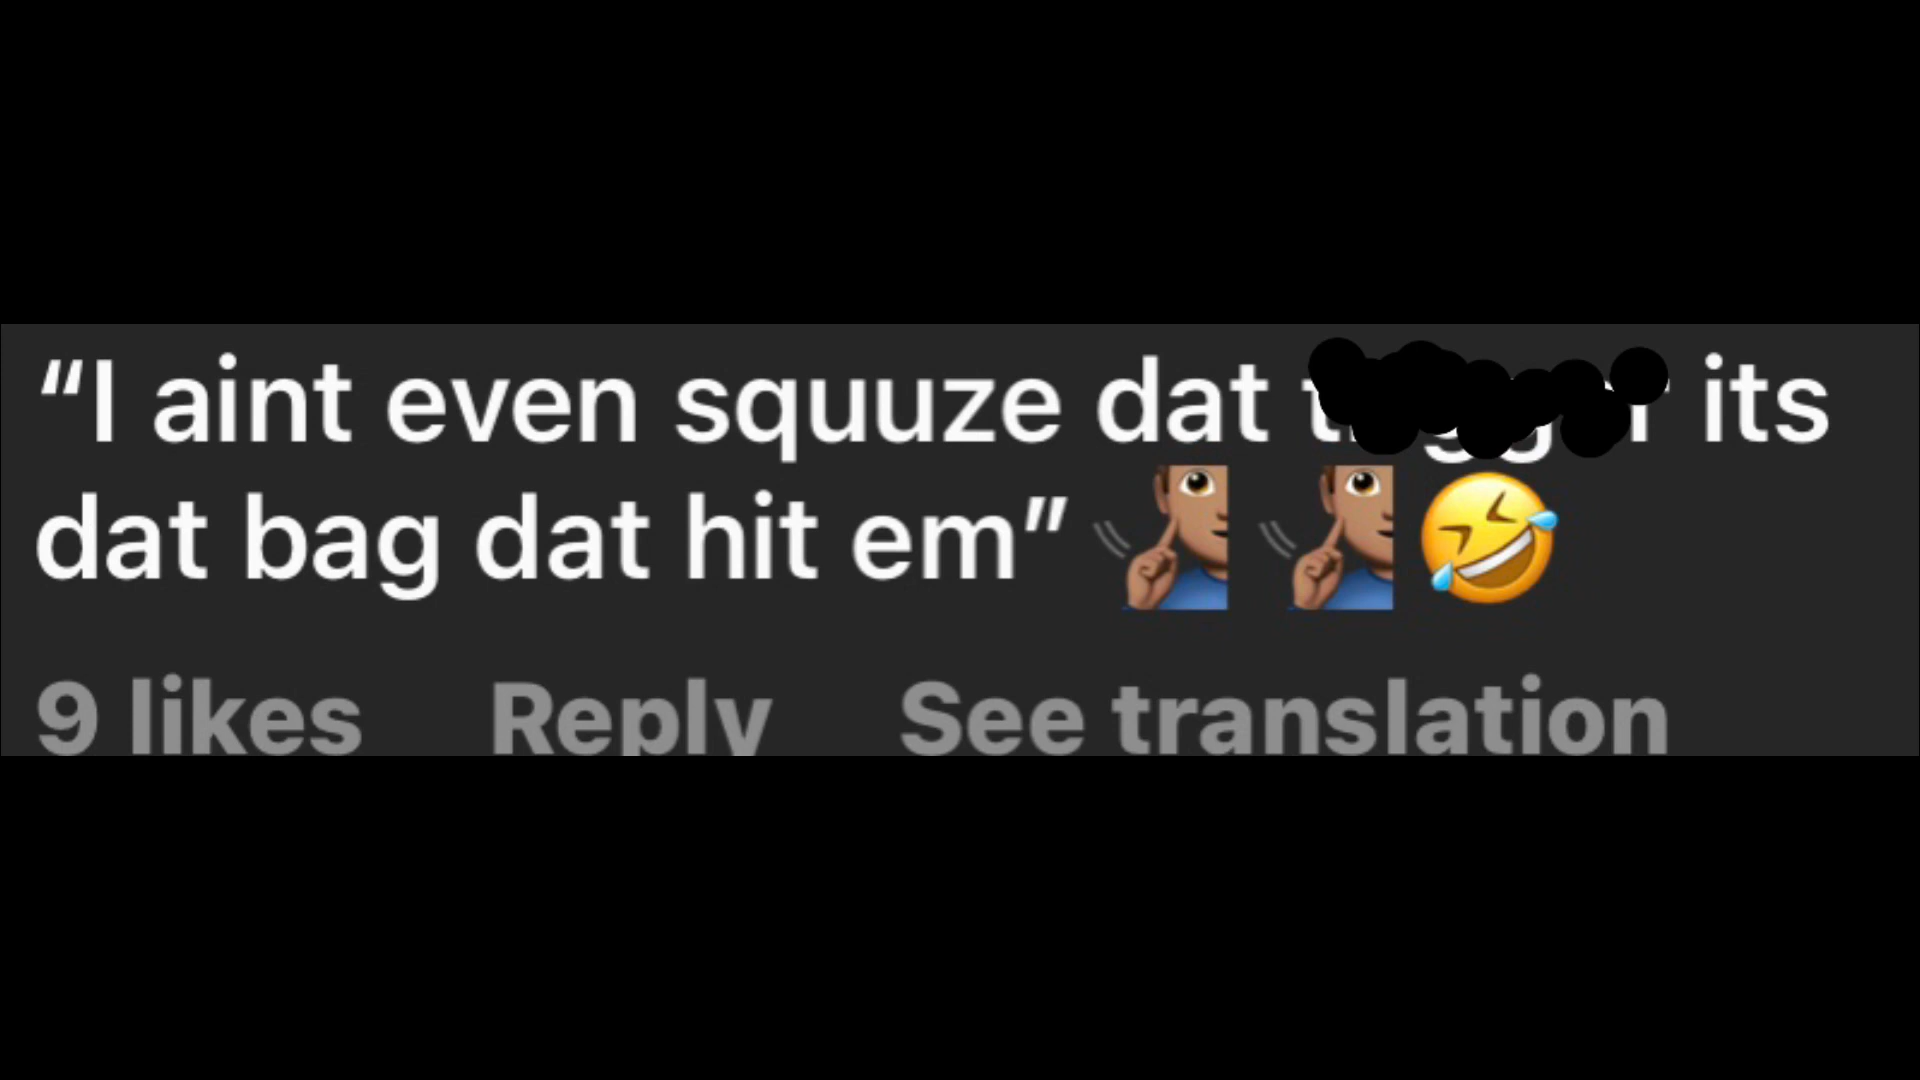 “I aint even squuze dat its
dat bag dat hit em” 🧏🏽‍♂️🧏🏽‍♂️🤣
9 likes Reply See translation